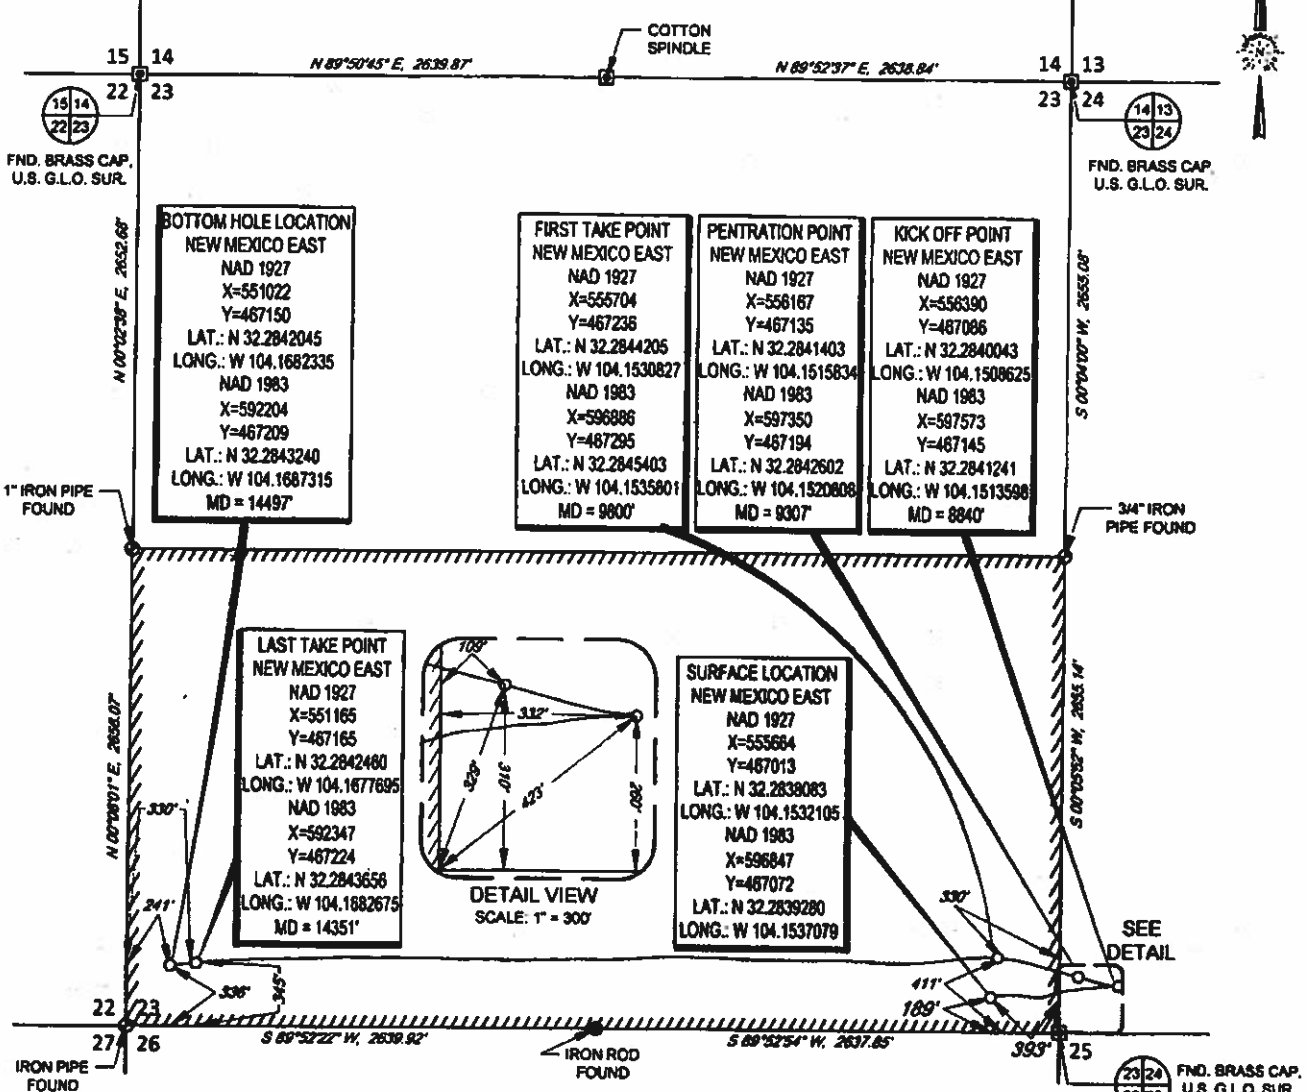 COTTON
SPINDLE
15 14
N 89°50'45" E, 2639.87'
N 89°52'37" E, 2638.84'
14 13
N
22 23
23 24
15 14
22 23
14 13
23 24
FND. BRASS CAP.
U.S. G.L.O. SUR.
FND. BRASS CAP.
U.S. G.L.O. SUR.
N 00°02'38" E, 2652.68'
S 00°04'00" W, 2655.08'
BOTTOM HOLE LOCATION
NEW MEXICO EAST
NAD 1927
X=551022
Y=467150
LAT.: N 32.2842045
LONG.: W 104.1682335
NAD 1983
X=592204
Y=467209
LAT.: N 32.2843240
LONG.: W 104.1687315
MD = 14497'
FIRST TAKE POINT
NEW MEXICO EAST
NAD 1927
X=555704
Y=467236
LAT.: N 32.2844205
LONG.: W 104.1530827
NAD 1983
X=596886
Y=467295
LAT.: N 32.2845403
LONG.: W 104.1535801
MD = 9800'
PENTRATION POINT
NEW MEXICO EAST
NAD 1927
X=556167
Y=467135
LAT.: N 32.2841403
LONG.: W 104.1515834
NAD 1983
X=597350
Y=467194
LAT.: N 32.2842602
LONG.: W 104.1520808
MD = 9307'
KICK OFF POINT
NEW MEXICO EAST
NAD 1927
X=556390
Y=467086
LAT.: N 32.2840043
LONG.: W 104.1508625
NAD 1983
X=597573
Y=467145
LAT.: N 32.2841241
LONG.: W 104.1513598
MD = 8840'
1" IRON PIPE
FOUND
3/4" IRON
PIPE FOUND
N 00°08'01" E, 2656.07'
S 00°05'52" W, 2655.14'
LAST TAKE POINT
NEW MEXICO EAST
NAD 1927
X=551165
Y=467165
LAT.: N 32.2842460
LONG.: W 104.1677695
NAD 1983
X=592347
Y=467224
LAT.: N 32.2843656
LONG.: W 104.1682675
MD = 14351'
109'
332'
329'
310'
423'
260'
DETAIL VIEW
SCALE: 1" = 300'
SURFACE LOCATION
NEW MEXICO EAST
NAD 1927
X=555664
Y=467013
LAT.: N 32.2838083
LONG.: W 104.1532105
NAD 1983
X=596847
Y=467072
LAT.: N 32.2839280
LONG.: W 104.1537079
330'
241'
336'
345'
330'
SEE
DETAIL
411'
189'
393'
22 23
27 26
S 89°52'22" W, 2639.92'
S 89°52'54" W, 2637.85'
25
IRON PIPE
FOUND
IRON ROD
FOUND
23 24
FND. BRASS CAP.
U.S. G.L.O. SUR.